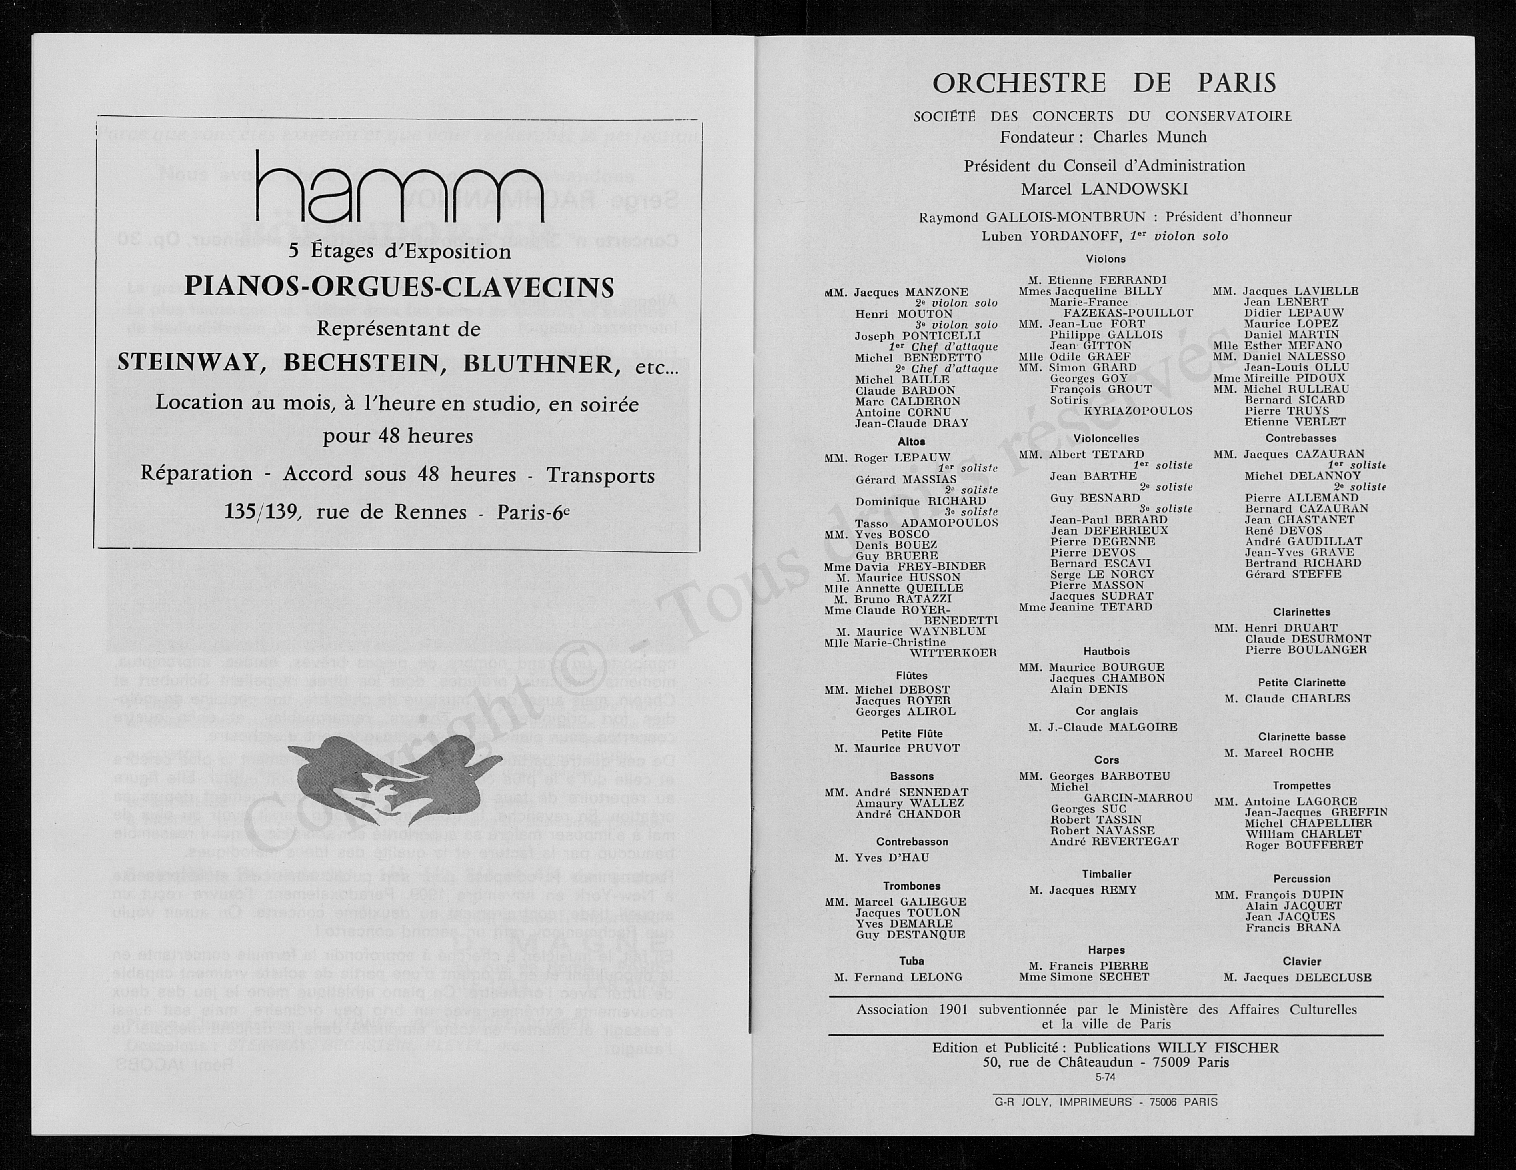 hamm
5 Étages d'Exposition
PIANOS-ORGUES-CLAVECINS
Représentant de
STEINWAY, BECHSTEIN, BLUTHNER, etc...
Location au mois, à l'heure en studio, en soirée
pour 48 heures
Réparation - Accord sous 48 heures - Transports
135/139, rue de Rennes - Paris-6e
ORCHESTRE DE PARIS
SOCIÉTÉ DES CONCERTS DU CONSERVATOIRE
Fondateur : Charles Munch
Président du Conseil d'Administration
Marcel LANDOWSKI
Raymond GALLOIS-MONTBRUN : Président d'honneur
Luben YORDANOFF, 1er violon solo
Violons
MM. Jacques MANZONE
2e violon solo
Henri MOUTON
3e violon solo
Joseph PONTICELLI
1er Chef d'attaque
Michel BENEDETTO
2e Chef d'attaque
Michel BAILLE
Claude BARDON
Marc CALDERON
Antoine CORNU
Jean-Claude DRAY
M. Etienne FERRANDI
Mmes Jacqueline BILLY
Marie-France
FAZEKAS-POUILLOT
MM. Jean-Luc FORT
Philippe GALLOIS
Jean GITTON
Mlle Odile GRAEF
MM. Simon GRARD
Georges GOY
François GROUT
Sotiris
KYRIAZOPOULOS
MM. Jacques LAVIELLE
Jean LENERT
Didier LEPAUW
Maurice LOPEZ
Daniel MARTIN
Mlle Esther MEFANO
MM. Daniel NALESSO
Jean-Louis OLLU
Mme Mireille PIDOUX
MM. Michel RULLEAU
Bernard SICARD
Pierre TRUYS
Etienne VERLET
Altos
MM. Roger LEPAUW
1er soliste
Gérard MASSIAS
2e soliste
Dominique RICHARD
3e soliste
Tasso ADAMOPOULOS
MM. Yves BOSCO
Denis BOUEZ
Guy BRUERE
Mme Davia FREY-BINDER
M. Maurice HUSSON
Mlle Annette QUEILLE
M. Bruno RATAZZI
Mme Claude ROYER-
BENEDETTI
M. Maurice WAYNBLUM
Mlle Marie-Christine
WITTERKOER
Flûtes
MM. Michel DEBOST
Jacques ROYER
Georges ALIROL
Petite Flûte
M. Maurice PRUVOT
Bassons
MM. André SENNEDAT
Amaury WALLEZ
André CHANDOR
Contrebasson
M. Yves D'HAU
Trombones
MM. Marcel GALIEGUE
Jacques TOULON
Yves DEMARLE
Guy DESTANQUE
Tuba
M. Fernand LELONG
Violoncelles
MM. Albert TETARD
1er soliste
Jean BARTHE
2e soliste
Guy BESNARD
3e soliste
Jean-Paul BERARD
Jean DEFERRIEUX
Pierre DEGENNE
Pierre DEVOS
Bernard ESCAVI
Serge LE NORCY
Pierre MASSON
Jacques SUDRAT
Mme Jeanine TETARD
Hautbois
MM. Maurice BOURGUE
Jacques CHAMBON
Alain DENIS
Cor anglais
M. J.-Claude MALGOIRE
Cors
MM. Georges BARBOTEU
Michel
GARCIN-MARROU
Georges SUC
Robert TASSIN
Robert NAVASSE
André REVERTEGAT
Timbalier
M. Jacques REMY
Harpes
M. Francis PIERRE
Mme Simone SECHET
Contrebasses
MM. Jacques CAZAURAN
1er soliste
Michel DELANNOY
2e soliste
Pierre ALLEMAND
Bernard CAZAURAN
Jean CHASTANET
René DEVOS
André GAUDILLAT
Jean-Yves GRAVE
Bertrand RICHARD
Gérard STEFFE
Clarinettes
MM. Henri DRUART
Claude DESURMONT
Pierre BOULANGER
Petite Clarinette
M. Claude CHARLES
Clarinette basse
M. Marcel ROCHE
Trompettes
MM. Antoine LAGORCE
Jean-Jacques GREFFIN
Michel CHAPELLIER
William CHARLET
Roger BOUFFERET
Percussion
MM. François DUPIN
Alain JACQUET
Jean JACQUES
Francis BRANA
Clavier
M. Jacques DELECLUSE
Association 1901 subventionnée par le Ministère des Affaires Culturelles
et la ville de Paris
Edition et Publicité : Publications WILLY FISCHER
50, rue de Châteaudun - 75009 Paris
5-74
G-R JOLY, IMPRIMEURS - 75006 PARIS
Copyright © - Tous droits réservés